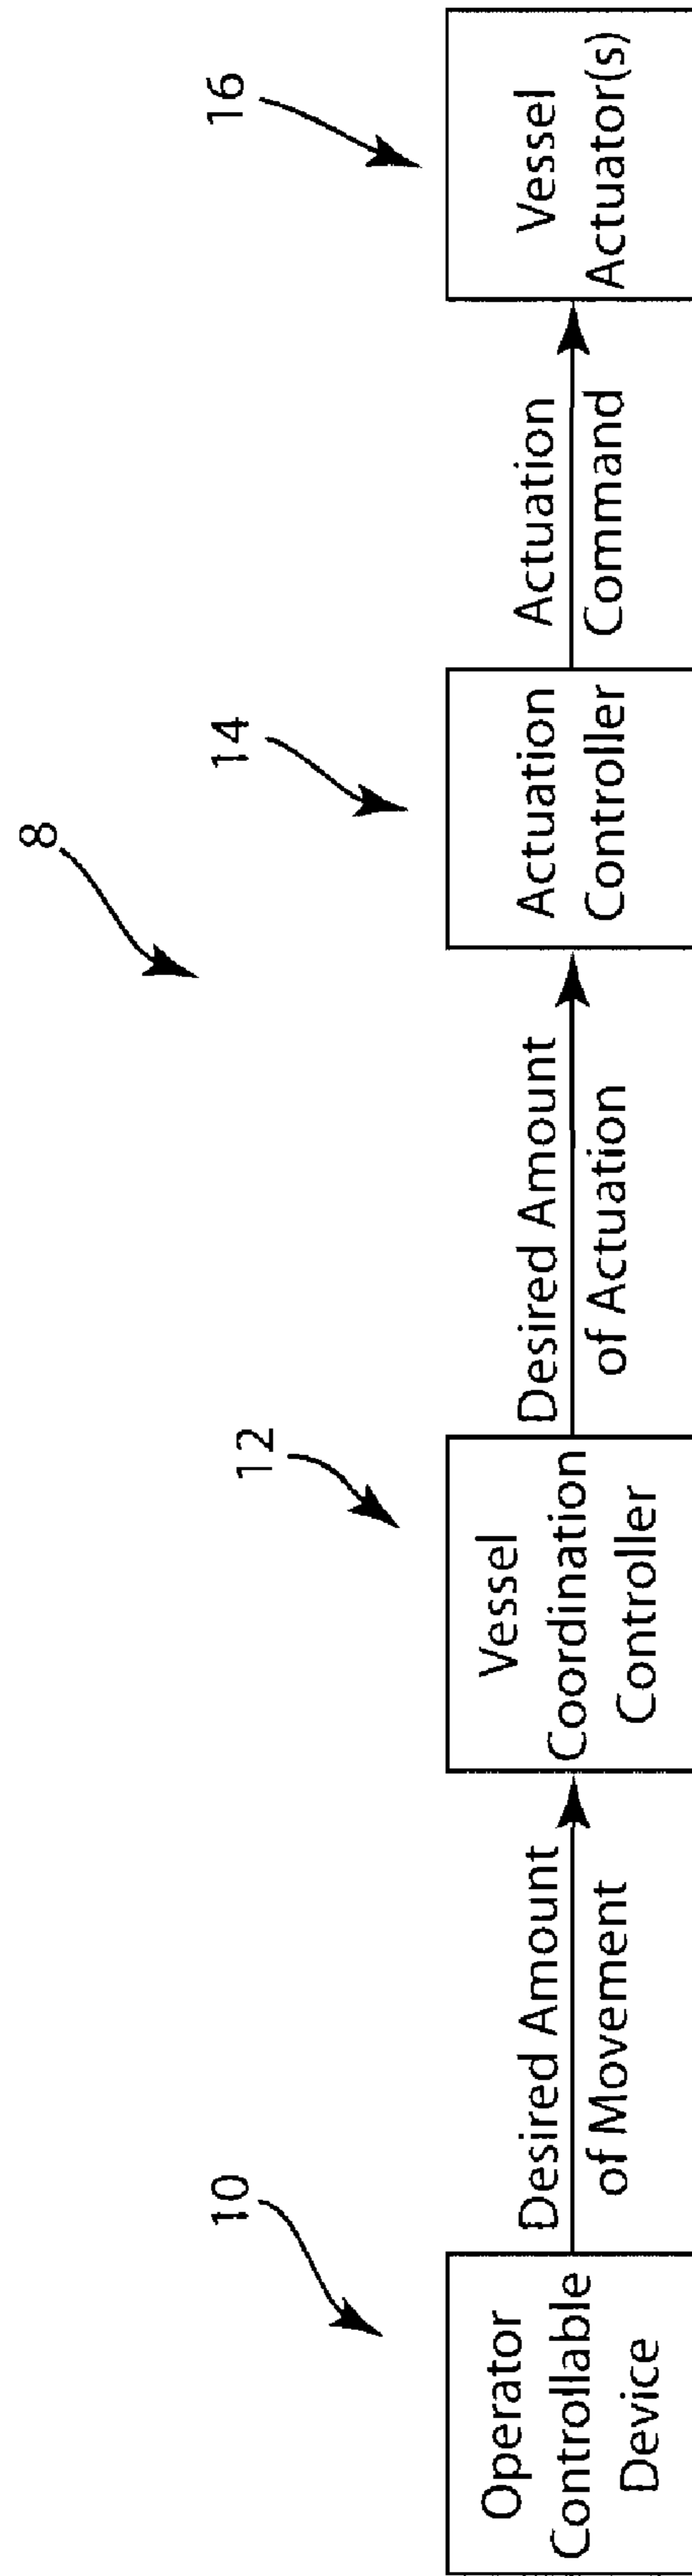 8
10
12
14
16
Operator
Controllable
Device
Desired Amount
of Movement
Vessel
Coordination
Controller
Desired Amount
of Actuation
Actuation
Controller
Actuation
Command
Vessel
Actuator(s)